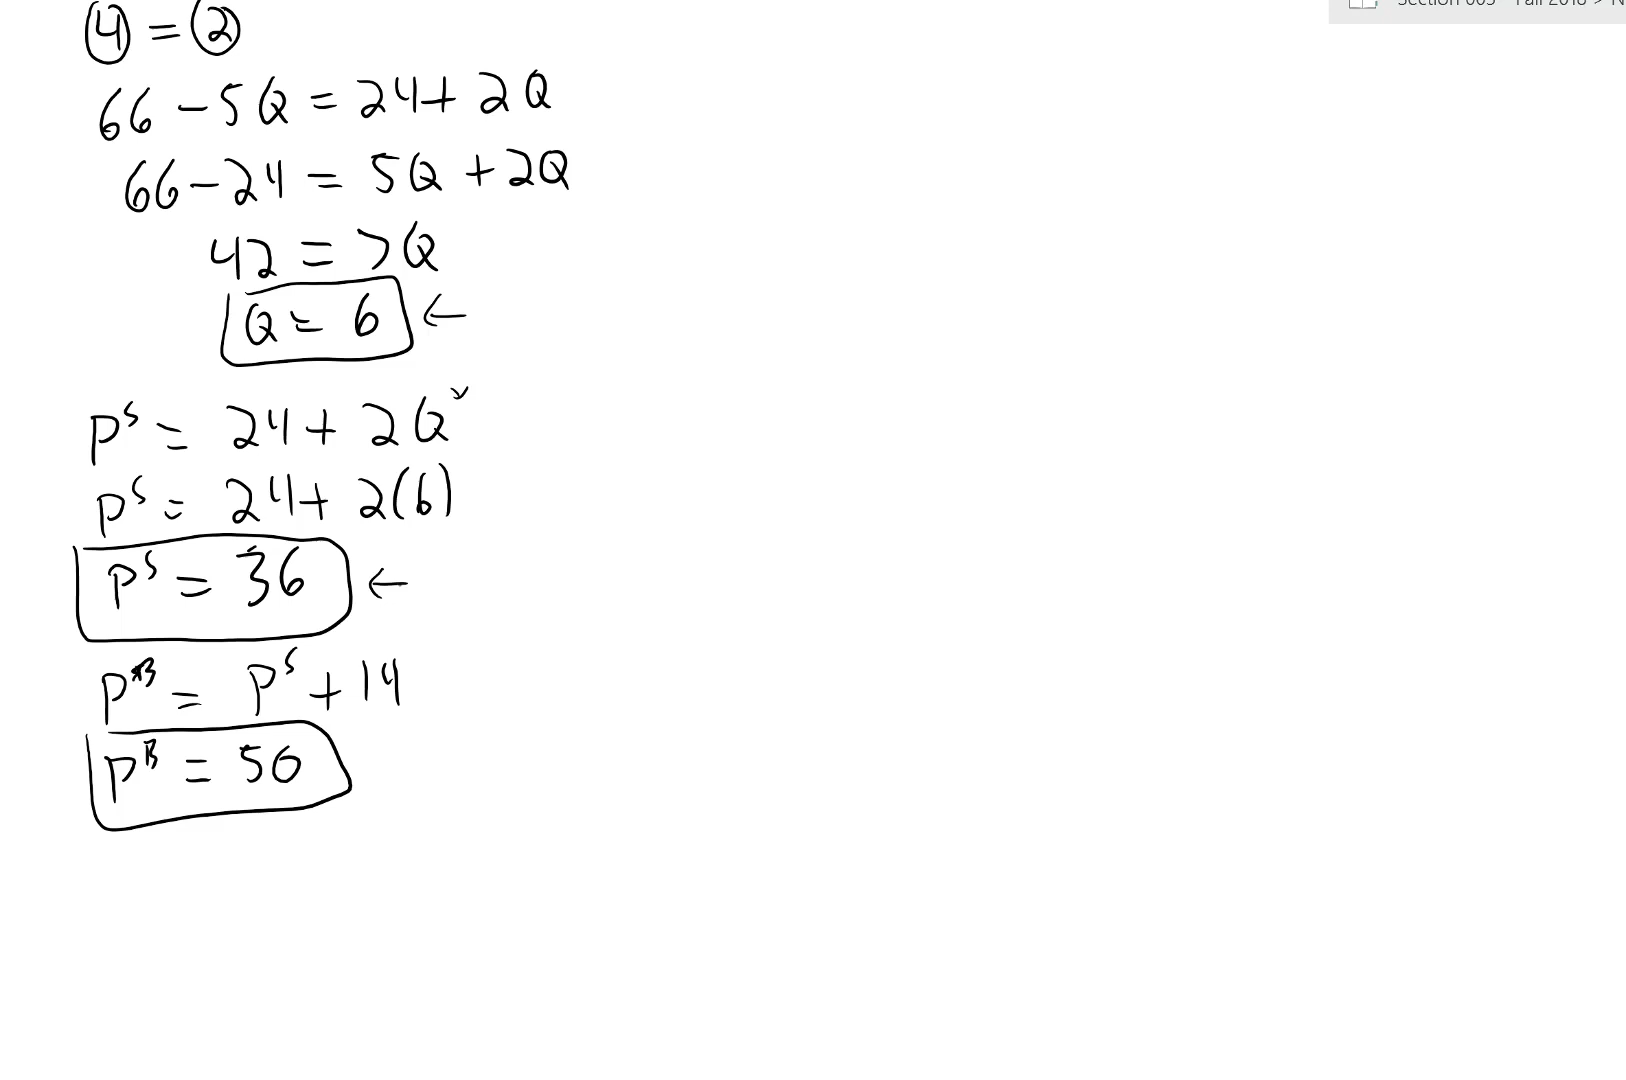 ④ = ②
66 - 5Q = 24 + 2Q
66 - 24 = 5Q + 2Q
42 = 7Q
Q = 6 ←
P^S = 24 + 2Q
P^S = 24 + 2(6)
P^S = 36 ←
P^B = P^S + 14
P^B = 50